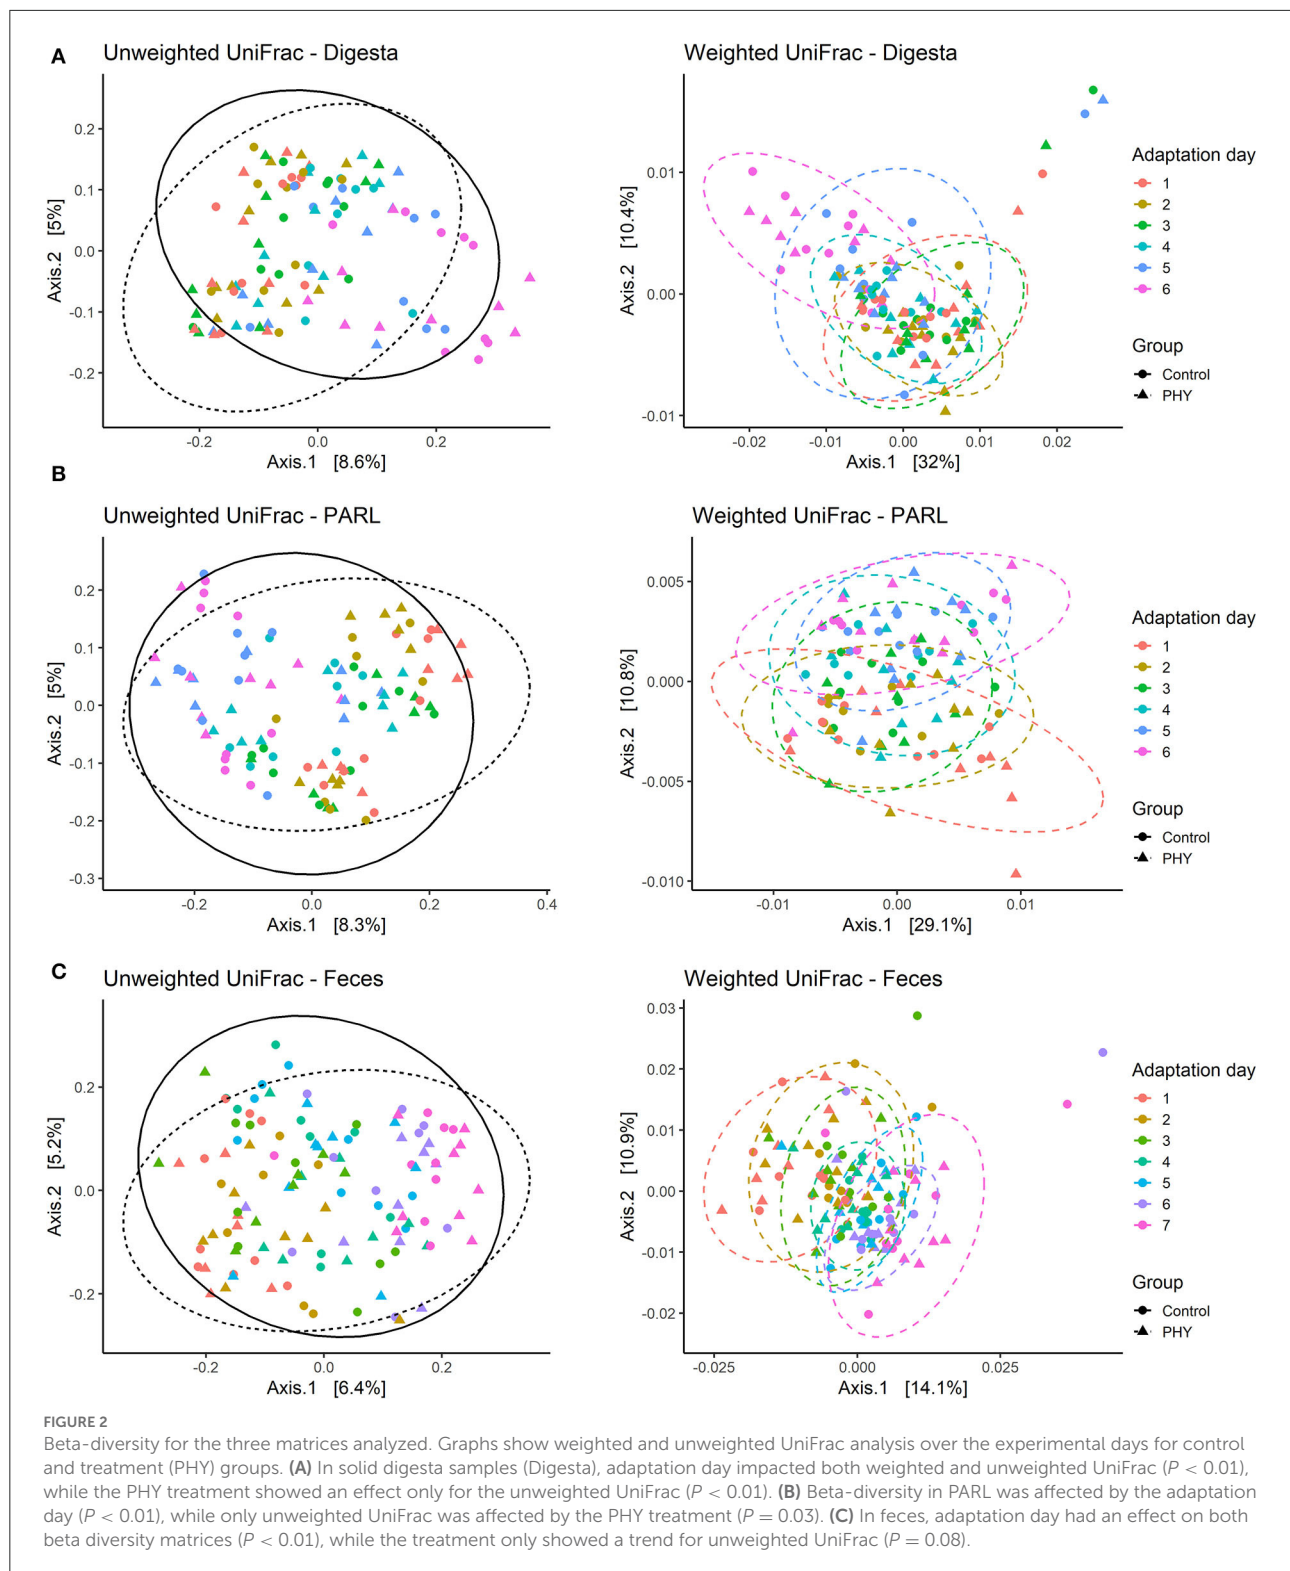 A
Unweighted UniFrac - Digesta
Axis.2 [5%]
0.2
0.1
0.0
-0.1
-0.2
-0.2 0.0 0.2
Axis.1 [8.6%]
Weighted UniFrac - Digesta
Axis.2 [10.4%]
0.01
0.00
-0.01
-0.02 -0.01 0.00 0.01 0.02
Axis.1 [32%]
Adaptation day
1
2
3
4
5
6
Group
Control
PHY
B
Unweighted UniFrac - PARL
Axis.2 [5%]
0.2
0.1
0.0
-0.1
-0.2
-0.3
-0.2 0.0 0.2 0.4
Axis.1 [8.3%]
Weighted UniFrac - PARL
Axis.2 [10.8%]
0.005
0.000
-0.005
-0.010
-0.01 0.00 0.01
Axis.1 [29.1%]
Adaptation day
1
2
3
4
5
6
Group
Control
PHY
C
Unweighted UniFrac - Feces
Axis.2 [5.2%]
0.2
0.0
-0.2
-0.2 0.0 0.2
Axis.1 [6.4%]
Weighted UniFrac - Feces
Axis.2 [10.9%]
0.03
0.02
0.01
0.00
-0.01
-0.02
-0.025 0.000 0.025
Axis.1 [14.1%]
Adaptation day
1
2
3
4
5
6
7
Group
Control
PHY
FIGURE 2
Beta-diversity for the three matrices analyzed. Graphs show weighted and unweighted UniFrac analysis over the experimental days for control
and treatment (PHY) groups. (A) In solid digesta samples (Digesta), adaptation day impacted both weighted and unweighted UniFrac (P < 0.01),
while the PHY treatment showed an effect only for the unweighted UniFrac (P < 0.01). (B) Beta-diversity in PARL was affected by the adaptation
day (P < 0.01), while only unweighted UniFrac was affected by the PHY treatment (P = 0.03). (C) In feces, adaptation day had an effect on both
beta diversity matrices (P < 0.01), while the treatment only showed a trend for unweighted UniFrac (P = 0.08).